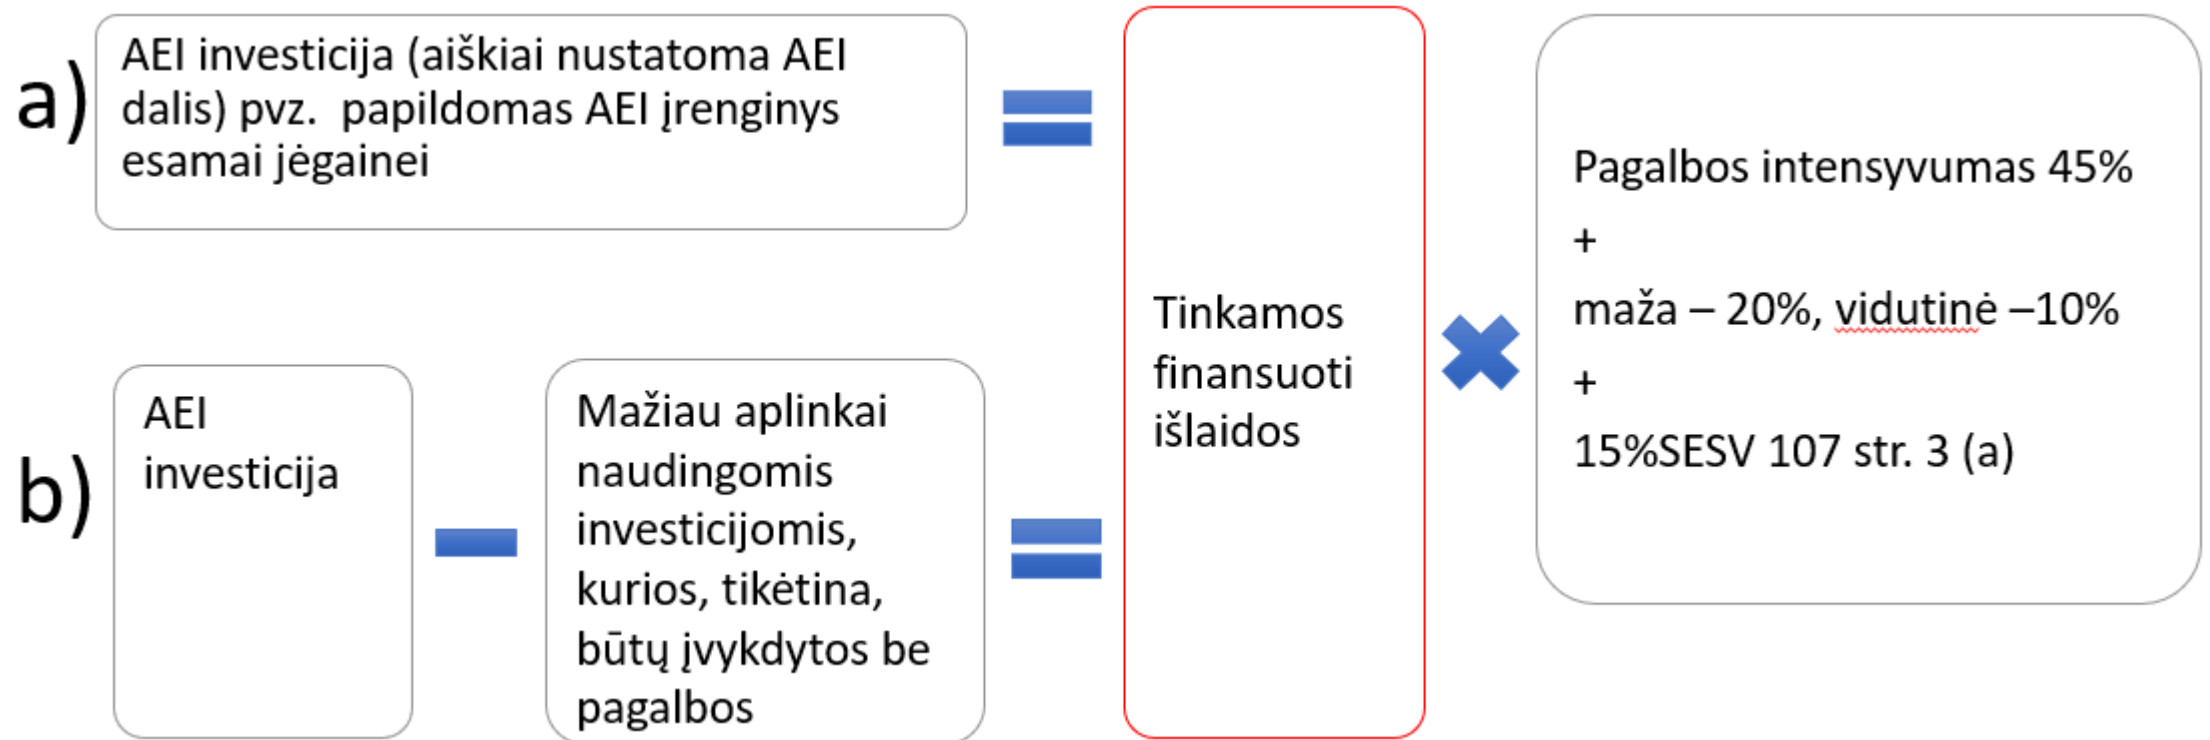 a)
AEI investicija (aiškiai nustatoma AEI
dalis) pvz.  papildomas AEI įrenginys
esamai jėgainei
b)
AEI
investicija
Mažiau aplinkai
naudingomis
investicijomis,
kurios, tikėtina,
būtų įvykdytos be
pagalbos
Tinkamos
finansuoti
išlaidos
Pagalbos intensyvumas 45%
+
maža – 20%, vidutinė –10%
+
15%SESV 107 str. 3 (a)